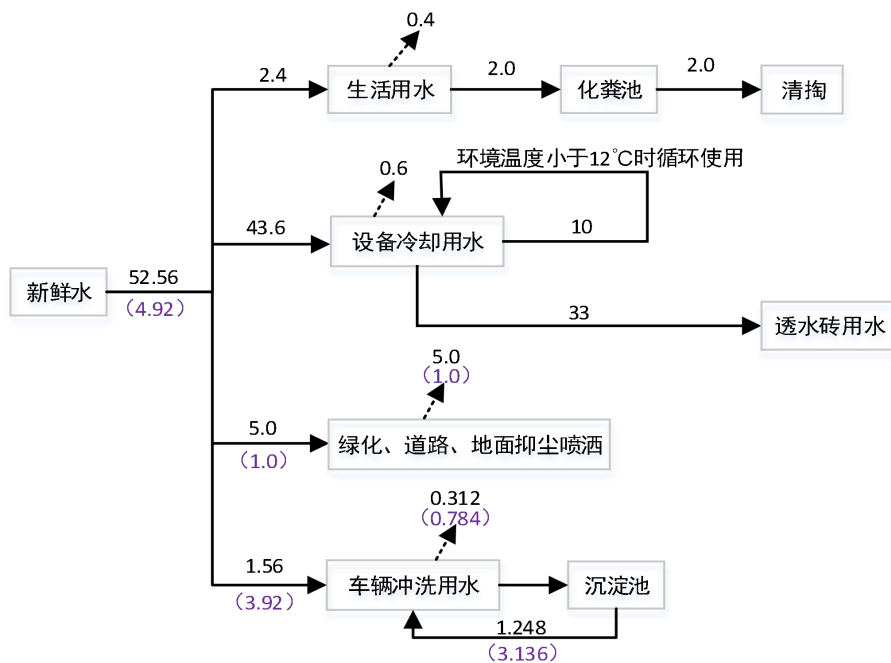 0.4
2.4
生活用水
2.0
化粪池
2.0
清掏
环境温度小于12℃时循环使用
0.6
43.6
设备冷却用水
10
新鲜水
52.56
（4.92）
33
透水砖用水
5.0
（1.0）
5.0
（1.0）
绿化、道路、地面抑尘喷洒
0.312
（0.784）
1.56
（3.92）
车辆冲洗用水
沉淀池
1.248
（3.136）